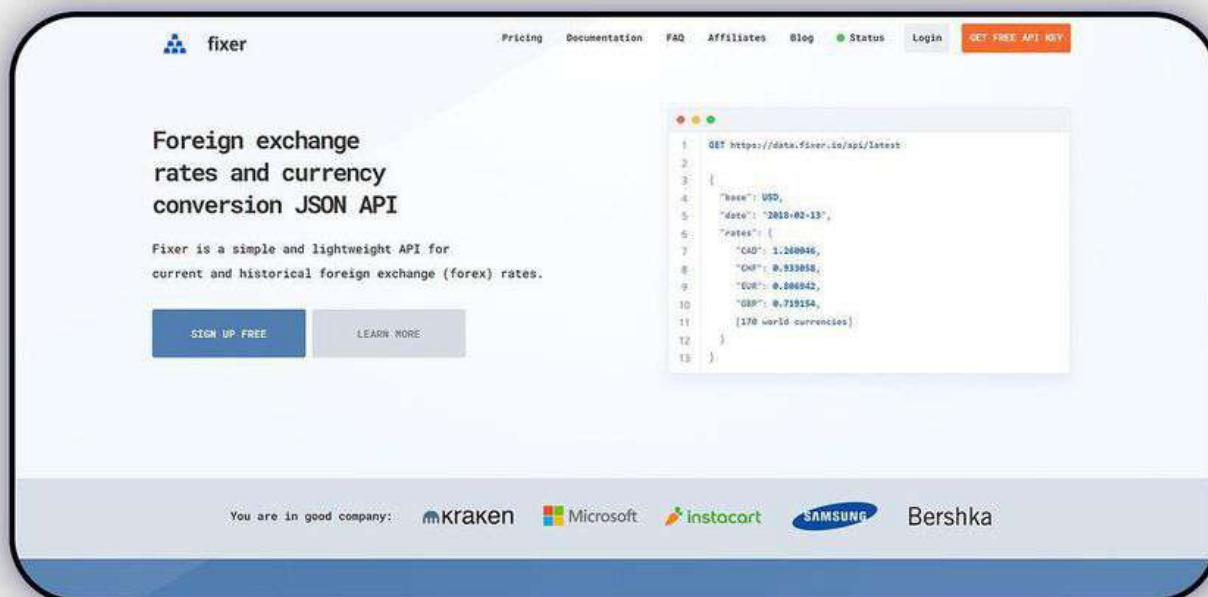 fixer
Pricing Documentation FAQ Affiliates Blog Status Login GET FREE API KEY
Foreign exchange
rates and currency
conversion JSON API
Fixer is a simple and lightweight API for
current and historical foreign exchange (forex) rates.
SIGN UP FREE LEARN MORE
1 GET https://data.fixer.io/api/latest
2
3 {
4 "base": USD,
5 "date": "2018-02-13",
6 "rates": {
7 "CAD": 1.260046,
8 "CHF": 0.933058,
9 "EUR": 0.806942,
10 "GBP": 0.719154,
11 [170 world currencies]
12 }
13 }
You are in good company: mKraken Microsoft instacart SAMSUNG Bershka